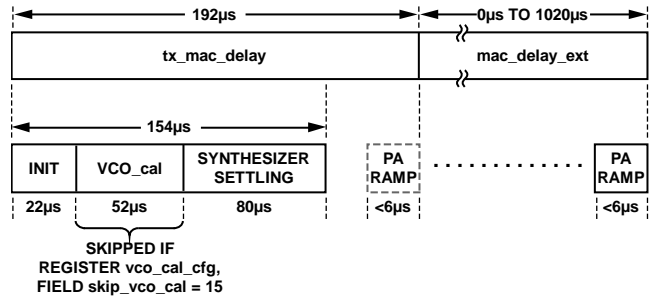 192µs
0µs TO 1020µs
tx_mac_delay
mac_delay_ext
154µs
INIT
VCO_cal
SYNTHESIZER
SETTLING
PA
RAMP
PA
RAMP
22µs
52µs
80µs
<6µs
<6µs
SKIPPED IF
REGISTER vco_cal_cfg,
FIELD skip_vco_cal = 15